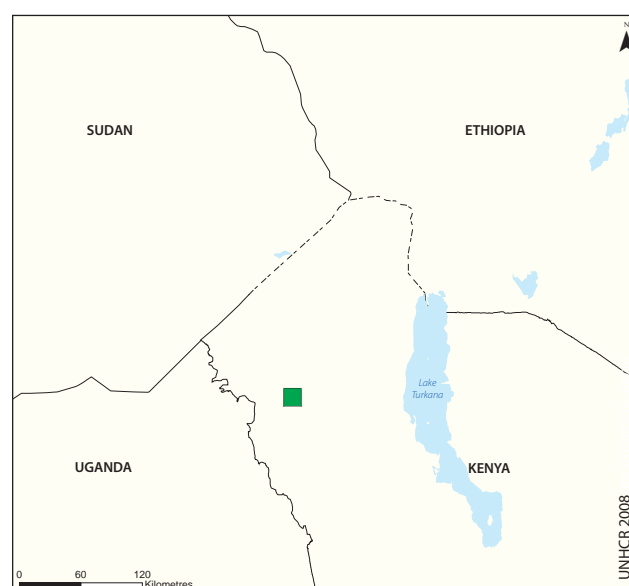 N
SUDAN
ETHIOPIA
Lake
Turkana
UGANDA
KENYA
UNHCR 2008
0 60 120
Kilometres